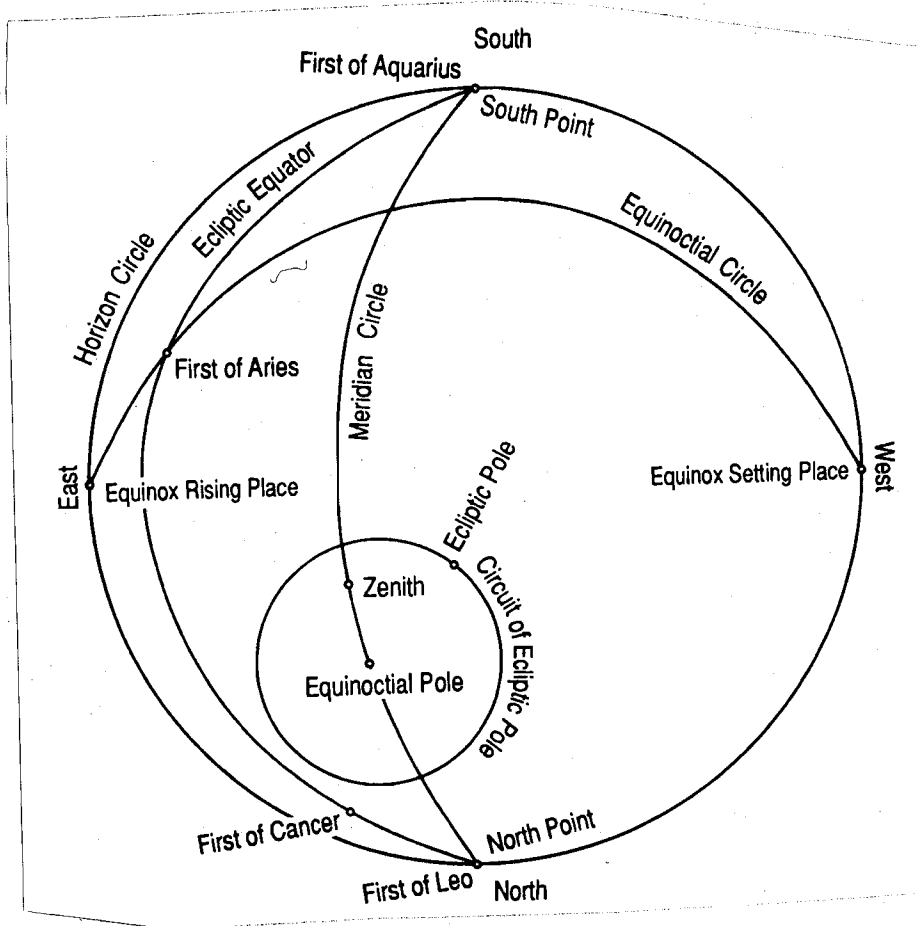 South
First of Aquarius
South Point
Ecliptic Equator
Equinoctial Circle
Horizon Circle
Meridian Circle
First of Aries
East
Equinox Rising Place
Ecliptic Pole
Equinox Setting Place
West
Zenith
Circuit of Ecliptic Pole
Equinoctial Pole
First of Cancer
North Point
First of Leo
North